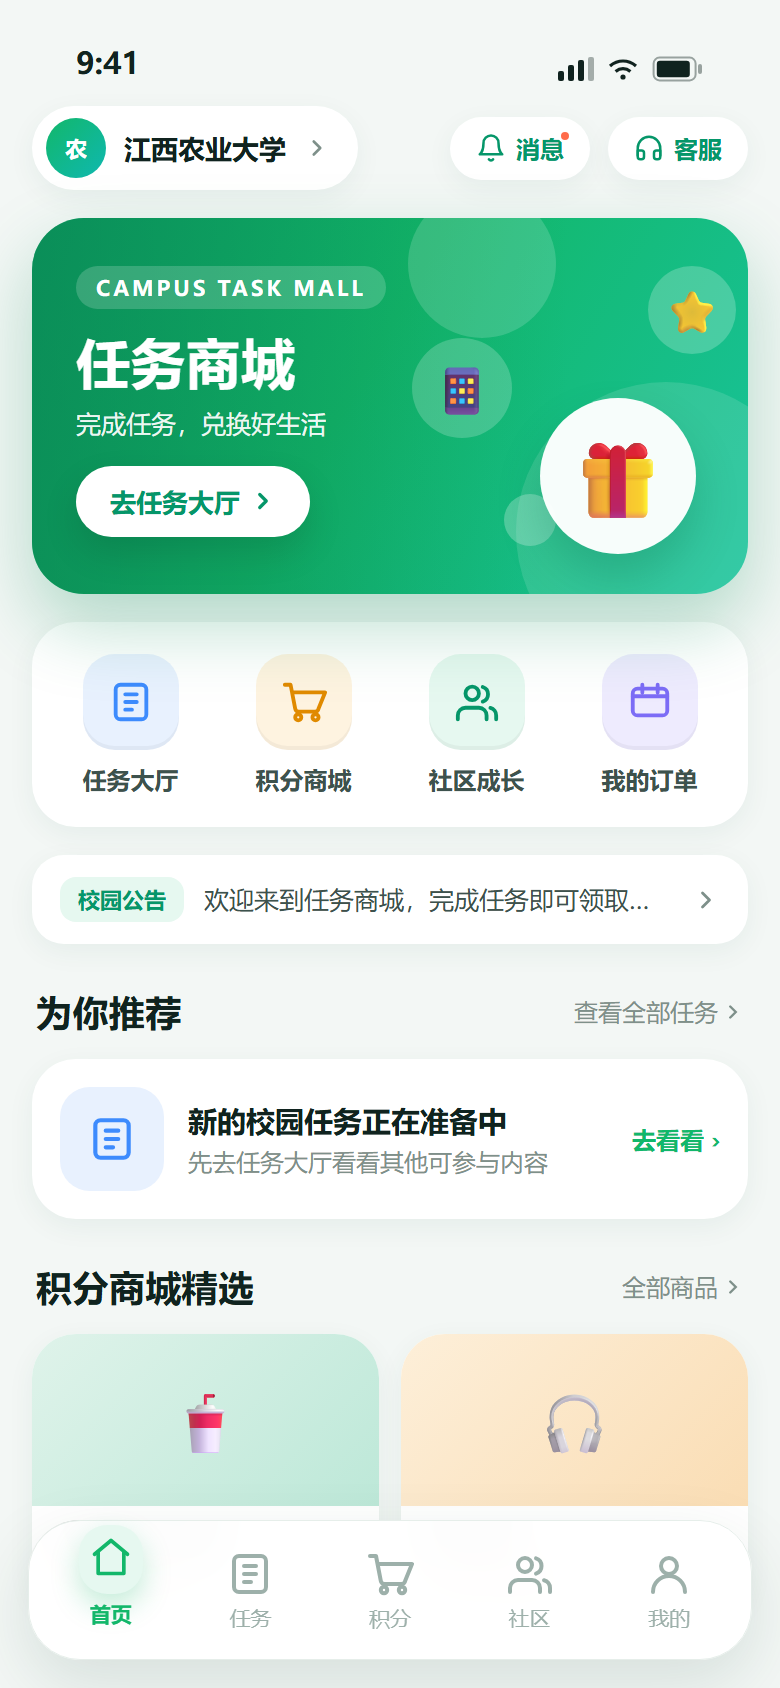 9:41
农 江西农业大学
消息
客服
CAMPUS TASK MALL
任务商城
完成任务，兑换好生活
去任务大厅
任务大厅 积分商城 社区成长 我的订单
校园公告 欢迎来到任务商城，完成任务即可领取...
为你推荐 查看全部任务
新的校园任务正在准备中
先去任务大厅看看其他可参与内容
去看看
积分商城精选 全部商品
首页 任务 积分 社区 我的